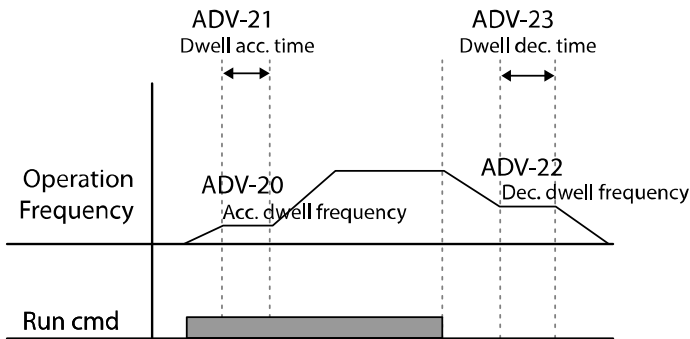 ADV-21
Dwell acc. time
ADV-23
Dwell dec. time
Operation
Frequency
ADV-20
Acc. dwell frequency
ADV-22
Dec. dwell frequency
Run cmd